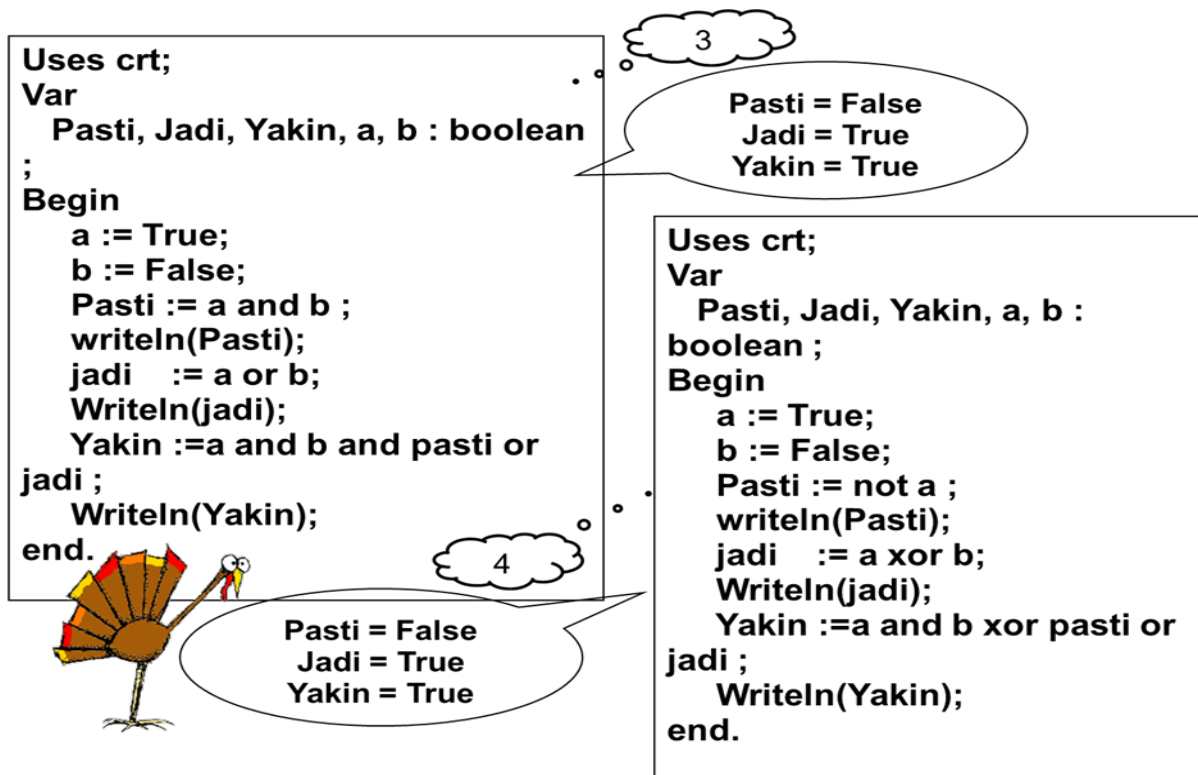 3
Uses crt;
Var
Pasti, Jadi, Yakin, a, b : boolean
;
Begin
a := True;
b := False;
Pasti := a and b ;
writeln(Pasti);
jadi := a or b;
Writeln(jadi);
Yakin :=a and b and pasti or
jadi ;
Writeln(Yakin);
end.
Pasti = False
Jadi = True
Yakin = True
4
Uses crt;
Var
Pasti, Jadi, Yakin, a, b :
boolean ;
Begin
a := True;
b := False;
Pasti := not a ;
writeln(Pasti);
jadi := a xor b;
Writeln(jadi);
Yakin :=a and b xor pasti or
jadi ;
Writeln(Yakin);
end.
Pasti = False
Jadi = True
Yakin = True